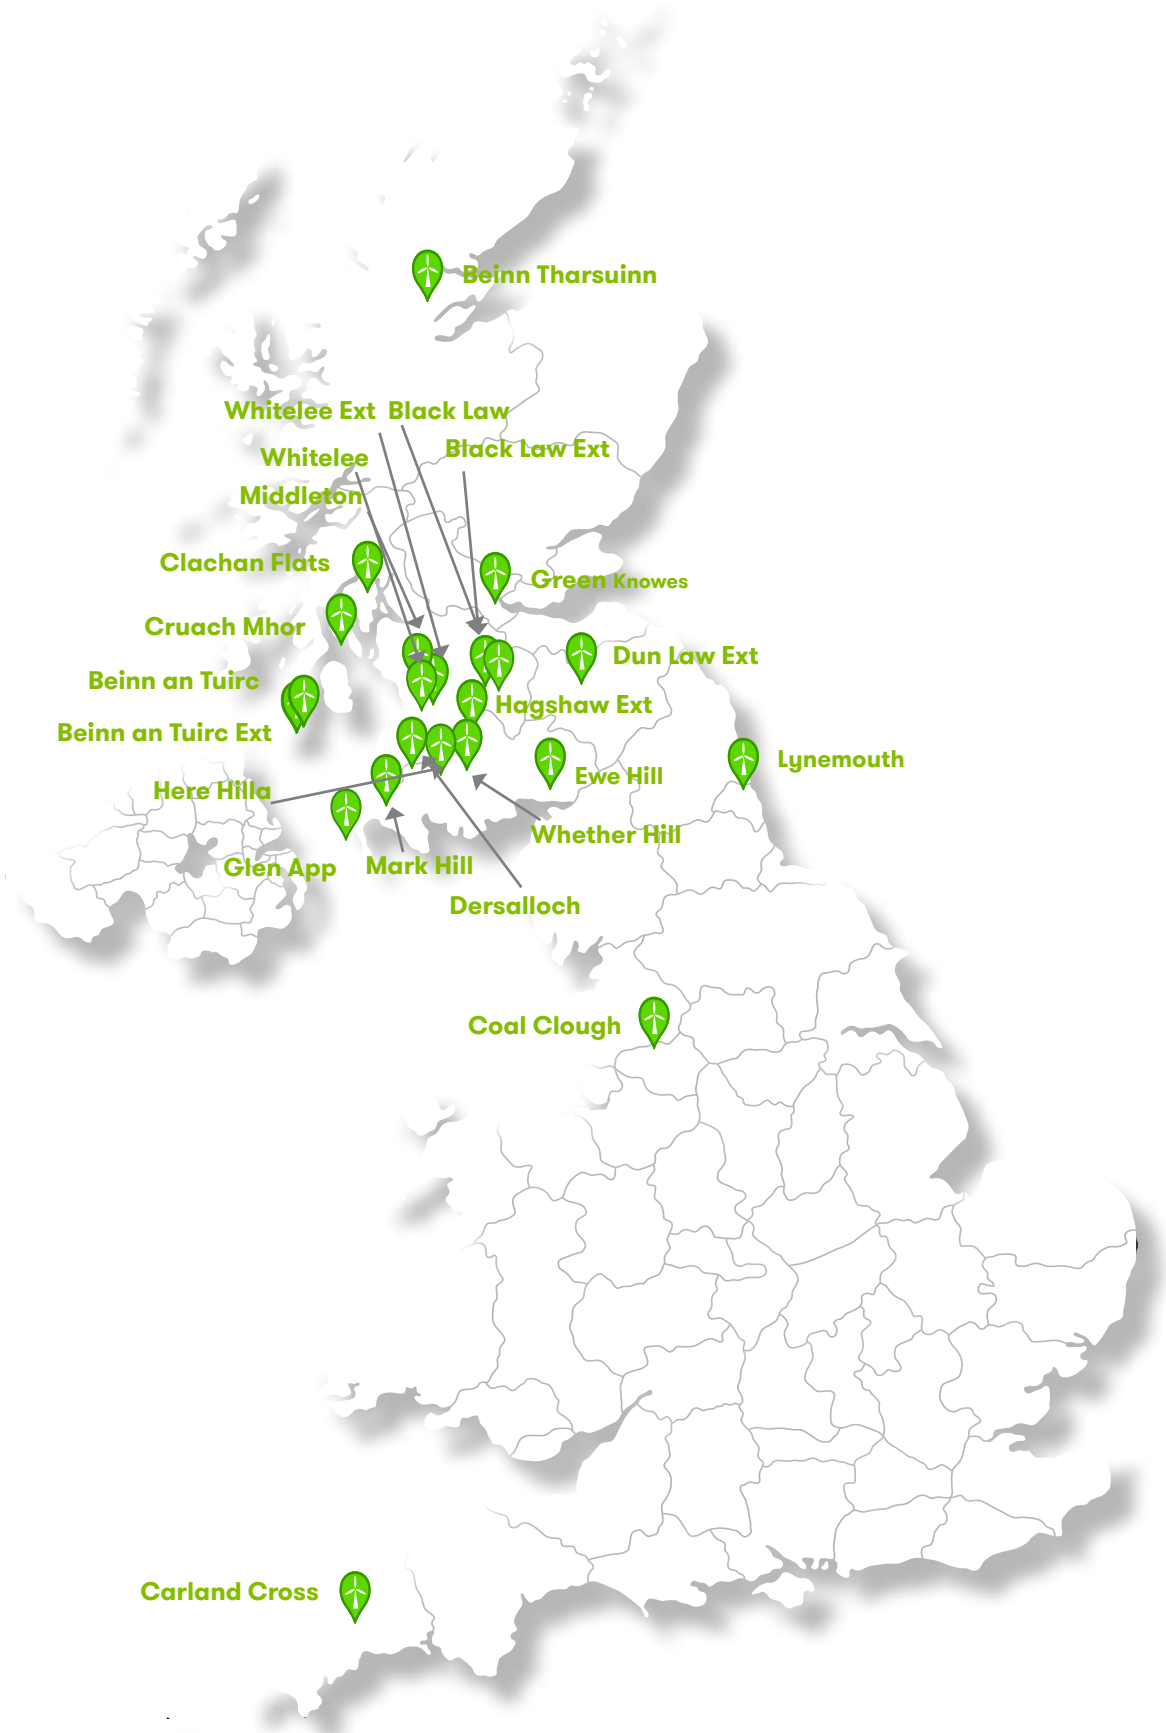 Beinn Tharsuinn
Whitelee Ext
Black Law
Black Law Ext
Whitelee
Middleton
Clachan Flats
Green Knowes
Cruach Mhor
Dun Law Ext
Beinn an Tuirc
Hagshaw Ext
Beinn an Tuirc Ext
Lynemouth
Ewe Hill
Here Hilla
Whether Hill
Glen App
Mark Hill
Dersalloch
Coal Clough
Carland Cross